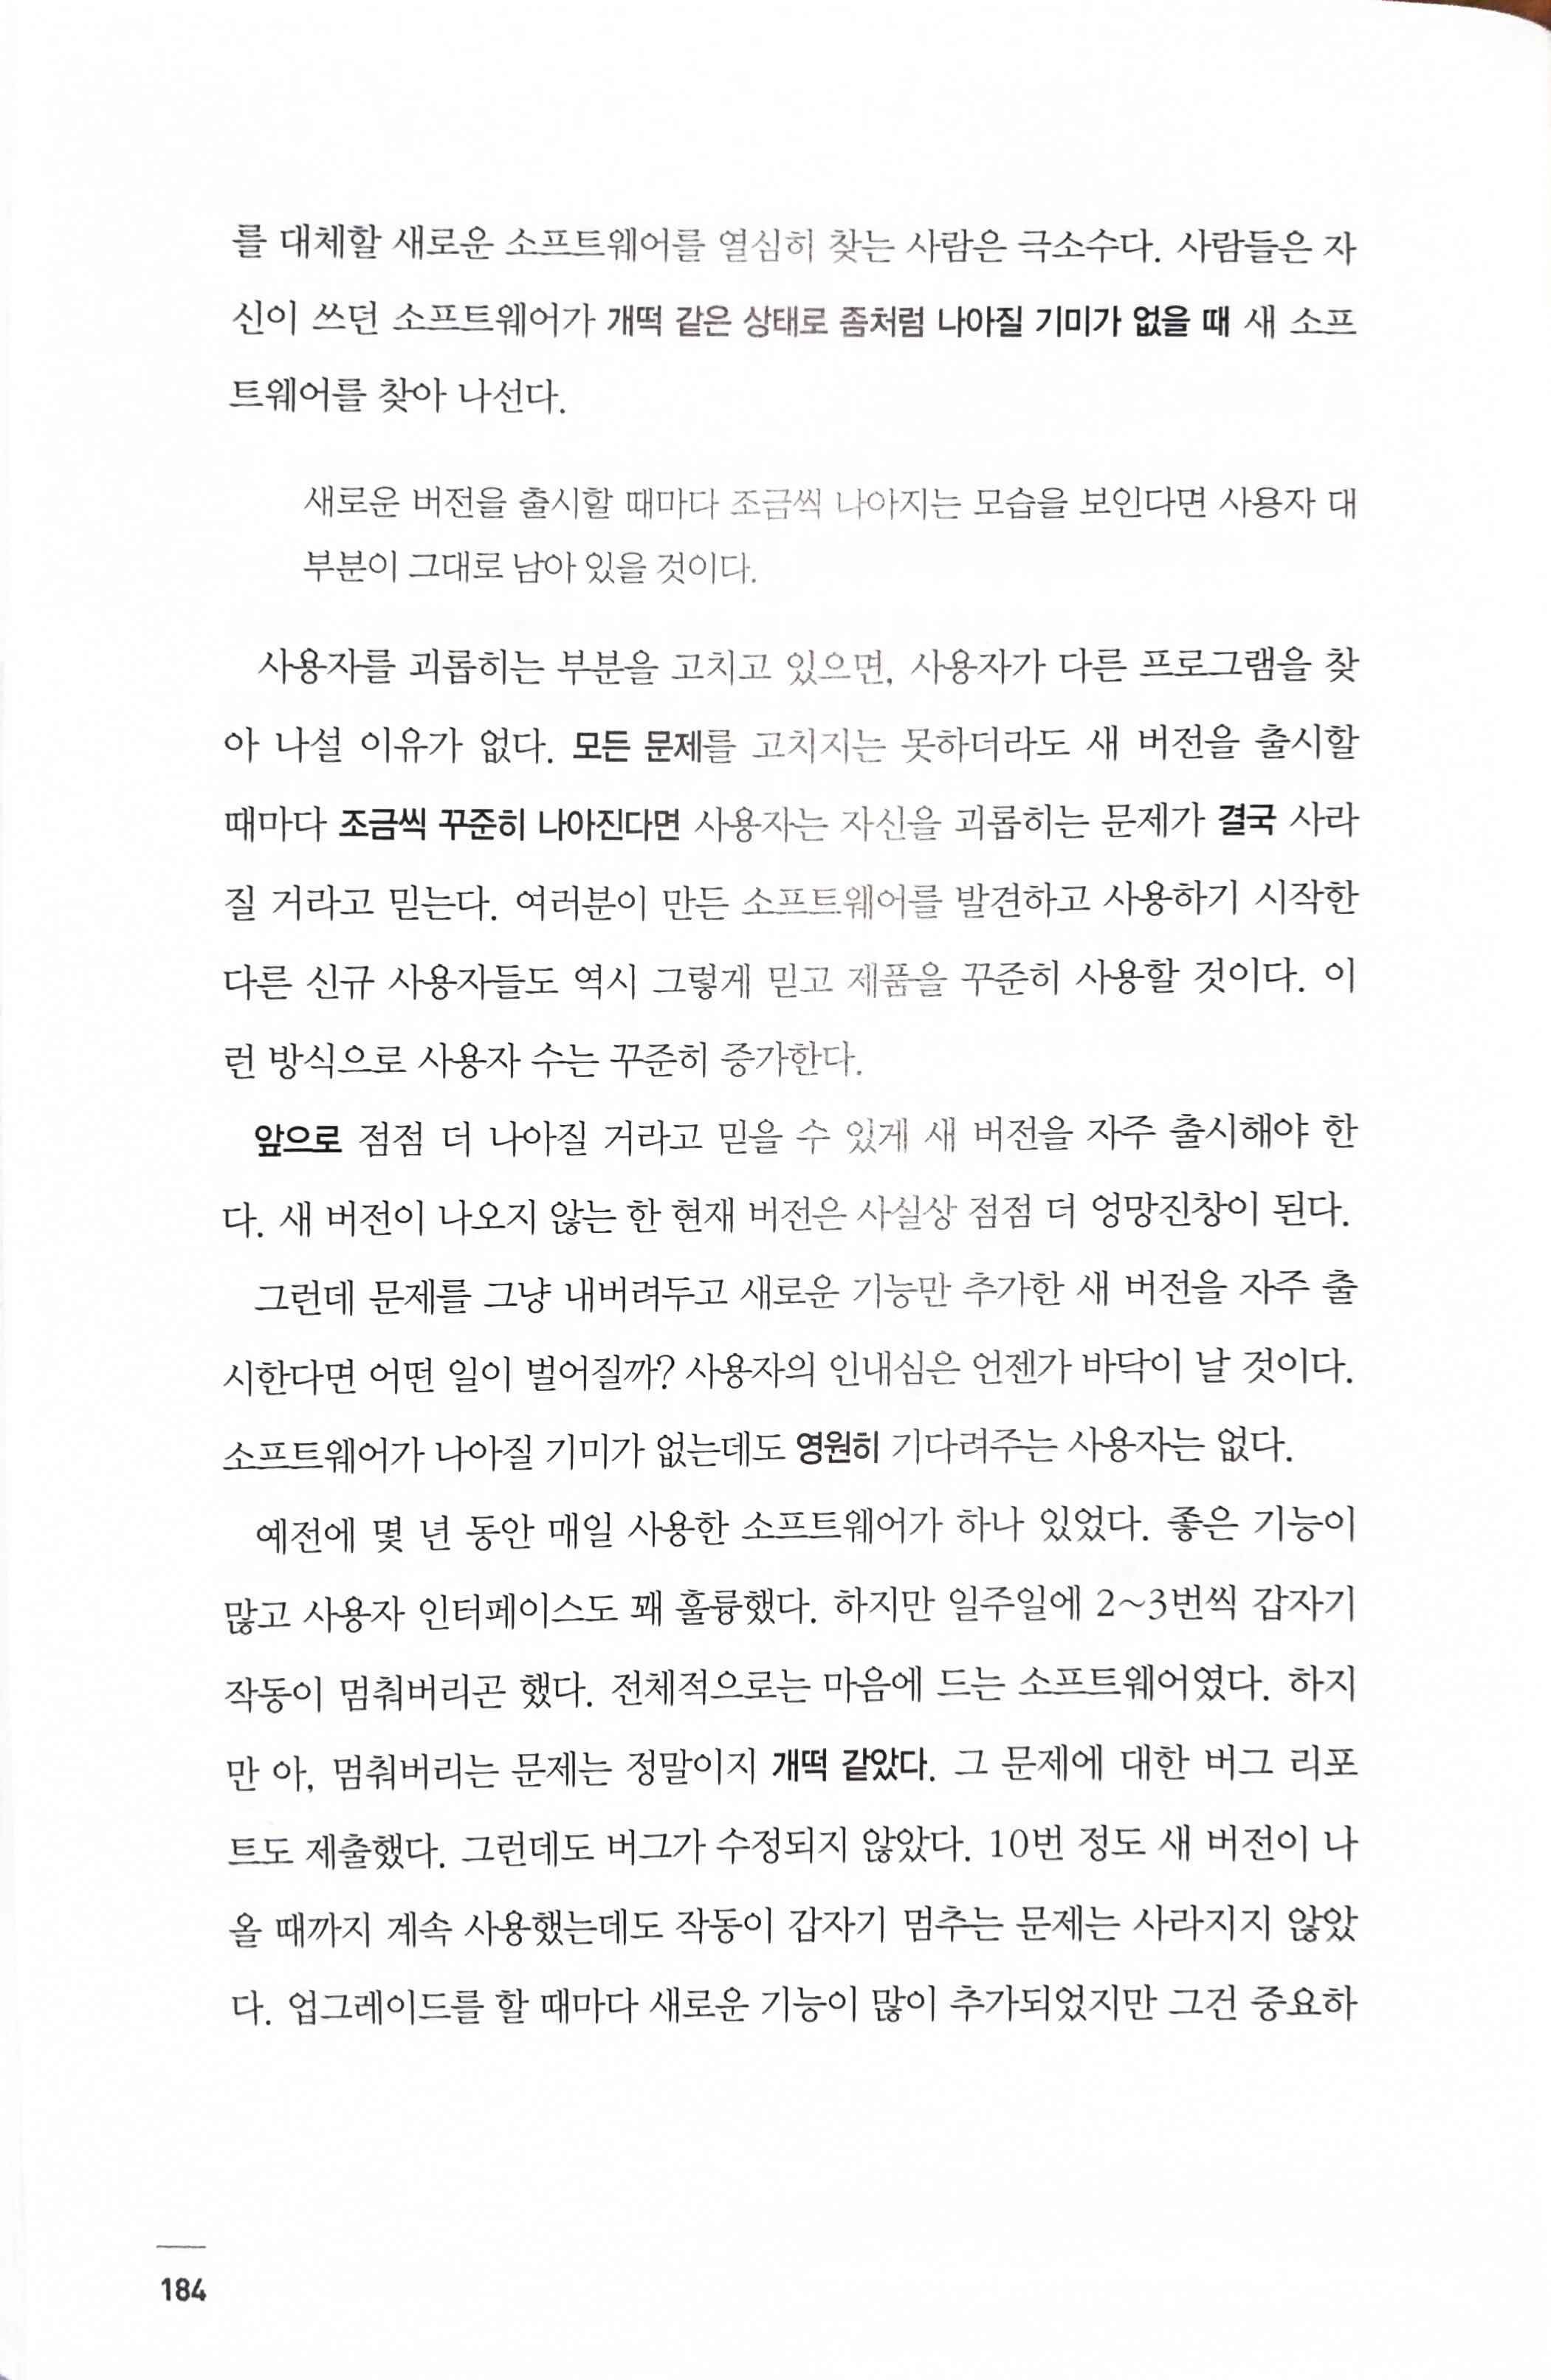 를 대체할 새로운 소프트웨어를 열심히 찾는 사람은 극소수다. 사람들은 자
신이 쓰던 소프트웨어가 개떡 같은 상태로 좀처럼 나아질 기미가 없을 때 새 소프
트웨어를 찾아 나선다.
새로운 버전을 출시할 때마다 조금씩 나아지는 모습을 보인다면 사용자 대
부분이 그대로 남아 있을 것이다.
사용자를 괴롭히는 부분을 고치고 있으면, 사용자가 다른 프로그램을 찾
아 나설 이유가 없다. 모든 문제를 고치지는 못하더라도 새 버전을 출시할
때마다 조금씩 꾸준히 나아진다면 사용자는 자신을 괴롭히는 문제가 결국 사라
질 거라고 믿는다. 여러분이 만든 소프트웨어를 발견하고 사용하기 시작한
다른 신규 사용자들도 역시 그렇게 믿고 제품을 꾸준히 사용할 것이다. 이
런 방식으로 사용자 수는 꾸준히 증가한다.
앞으로 점점 더 나아질 거라고 믿을 수 있게 새 버전을 자주 출시해야 한
다. 새 버전이 나오지 않는 한 현재 버전은 사실상 점점 더 엉망진창이 된다.
그런데 문제를 그냥 내버려두고 새로운 기능만 추가한 새 버전을 자주 출
시한다면 어떤 일이 벌어질까? 사용자의 인내심은 언젠가 바닥이 날 것이다.
소프트웨어가 나아질 기미가 없는데도 영원히 기다려주는 사용자는 없다.
예전에 몇 년 동안 매일 사용한 소프트웨어가 하나 있었다. 좋은 기능이
많고 사용자 인터페이스도 꽤 훌륭했다. 하지만 일주일에 2~3번씩 갑자기
작동이 멈춰버리곤 했다. 전체적으로는 마음에 드는 소프트웨어였다. 하지
만 아, 멈춰버리는 문제는 정말이지 개떡 같았다. 그 문제에 대한 버그 리포
트도 제출했다. 그런데도 버그가 수정되지 않았다. 10번 정도 새 버전이 나
올 때까지 계속 사용했는데도 작동이 갑자기 멈추는 문제는 사라지지 않았
다. 업그레이드를 할 때마다 새로운 기능이 많이 추가되었지만 그건 중요하
184